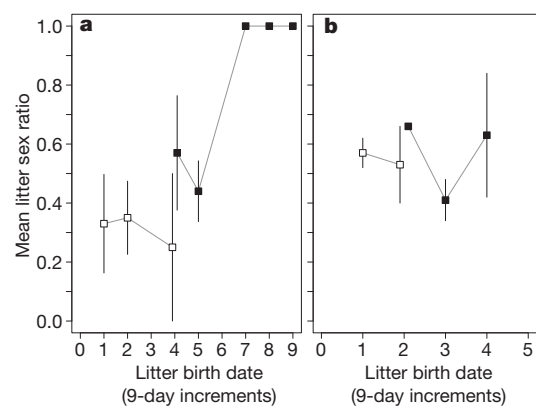 a
b
Mean litter sex ratio
1.0
0.8
0.6
0.4
0.2
0.0
0 1 2 3 4 5 6 7 8 9
0 1 2 3 4 5
Litter birth date
(9-day increments)
Litter birth date
(9-day increments)